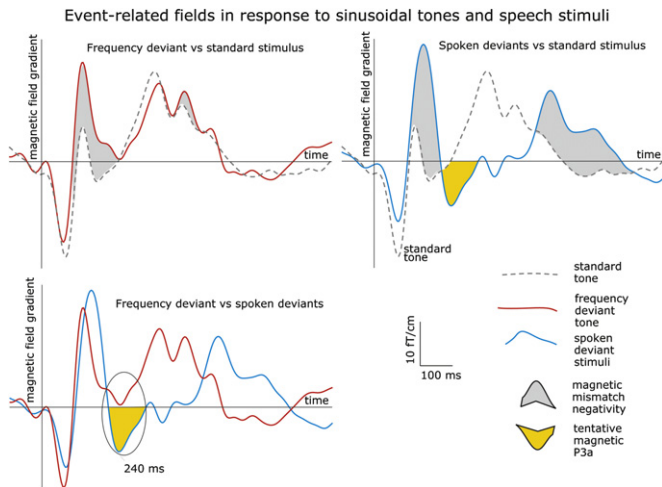 Event-related fields in response to sinusoidal tones and speech stimuli
Frequency deviant vs standard stimulus
magnetic field gradient
time
Spoken deviants vs standard stimulus
magnetic field gradient
time
standard
tone
Frequency deviant vs spoken deviants
magnetic field gradient
time
240 ms
10 fT/cm
100 ms
standard
tone
frequency
deviant
tone
spoken
deviant
stimuli
magnetic
mismatch
negativity
tentative
magnetic
P3a